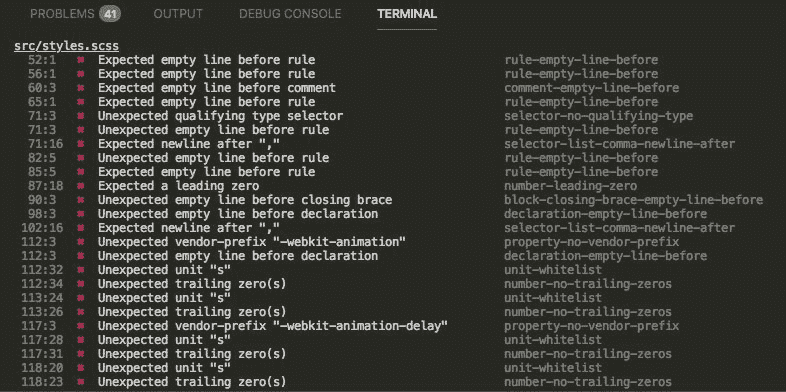 PROBLEMS 41 OUTPUT DEBUG CONSOLE TERMINAL
src/styles.scss
52:1 ✖ Expected empty line before rule rule-empty-line-before
56:1 ✖ Expected empty line before rule rule-empty-line-before
60:3 ✖ Expected empty line before comment comment-empty-line-before
65:1 ✖ Expected empty line before rule rule-empty-line-before
71:3 ✖ Unexpected qualifying type selector selector-no-qualifying-type
71:3 ✖ Unexpected empty line before rule rule-empty-line-before
71:16 ✖ Expected newline after "," selector-list-comma-newline-after
82:5 ✖ Unexpected empty line before rule rule-empty-line-before
85:5 ✖ Expected empty line before rule rule-empty-line-before
87:18 ✖ Expected a leading zero number-leading-zero
90:3 ✖ Unexpected empty line before closing brace block-closing-brace-empty-line-before
98:3 ✖ Unexpected empty line before declaration declaration-empty-line-before
102:16 ✖ Expected newline after "," selector-list-comma-newline-after
112:3 ✖ Unexpected vendor-prefix "-webkit-animation" property-no-vendor-prefix
112:3 ✖ Unexpected empty line before declaration declaration-empty-line-before
112:32 ✖ Unexpected unit "s" unit-whitelist
112:34 ✖ Unexpected trailing zero(s) number-no-trailing-zeros
113:24 ✖ Unexpected unit "s" unit-whitelist
113:26 ✖ Unexpected trailing zero(s) number-no-trailing-zeros
117:3 ✖ Unexpected vendor-prefix "-webkit-animation-delay" property-no-vendor-prefix
117:28 ✖ Unexpected unit "s" unit-whitelist
117:31 ✖ Unexpected trailing zero(s) number-no-trailing-zeros
118:20 ✖ Unexpected unit "s" unit-whitelist
118:23 ✖ Unexpected trailing zero(s) number-no-trailing-zeros